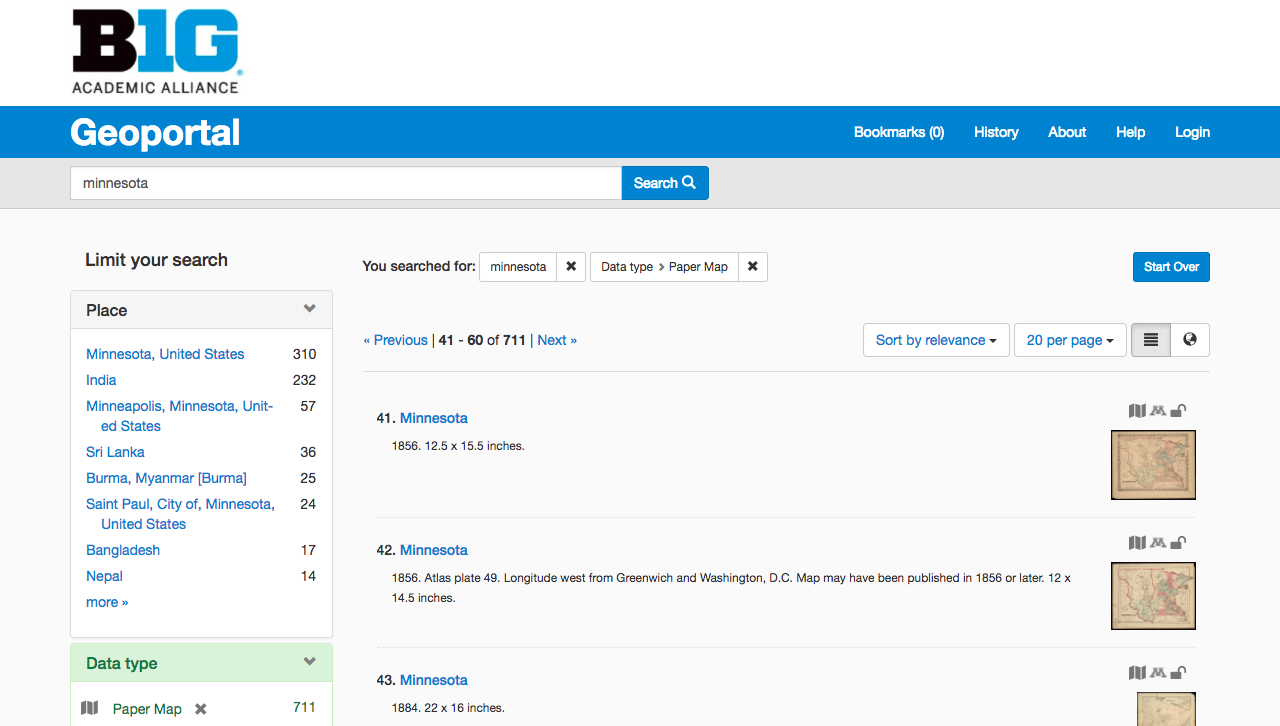 B1G
ACADEMIC ALLIANCE
Geoportal
Bookmarks (0) History About Help Login
minnesota
Search
Limit your search
Place
Minnesota, United States 310
India 232
Minneapolis, Minnesota, Unit-
ed States 57
Sri Lanka 36
Burma, Myanmar [Burma] 25
Saint Paul, City of, Minnesota, 24
United States
Bangladesh 17
Nepal 14
more »
Data type
Paper Map ✖ 711
You searched for: minnesota ✖ Data type > Paper Map ✖
Start Over
« Previous | 41 - 60 of 711 | Next »
Sort by relevance 20 per page
41. Minnesota
1856. 12.5 x 15.5 inches.
42. Minnesota
1856. Atlas plate 49. Longitude west from Greenwich and Washington, D.C. Map may have been published in 1856 or later. 12 x
14.5 inches.
43. Minnesota
1884. 22 x 16 inches.